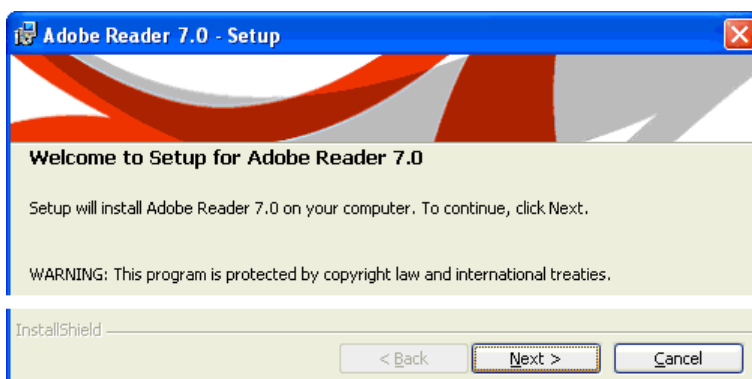 Adobe Reader 7.0 - Setup
Welcome to Setup for Adobe Reader 7.0
Setup will install Adobe Reader 7.0 on your computer. To continue, click Next.
WARNING: This program is protected by copyright law and international treaties.
InstallShield
< Back Next > Cancel